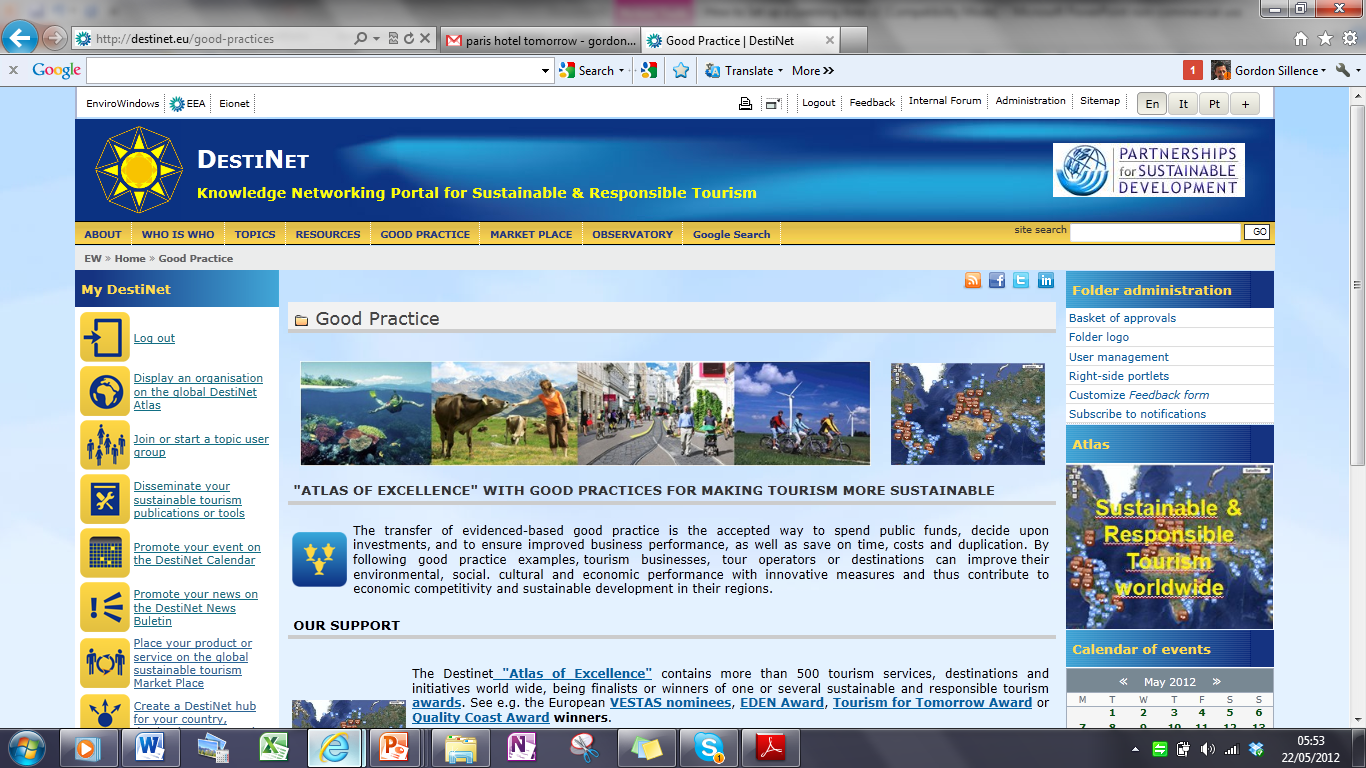 http://destinet.eu/good-practices
paris hotel tomorrow - gordon...
Good Practice | DestiNet
x Google
Search
Translate
More »
1
Gordon Sillence
EnviroWindows
EEA
Eionet
Logout
Feedback
Internal Forum
Administration
Sitemap
En
It
Pt
+
DESTINET
Knowledge Networking Portal for Sustainable & Responsible Tourism
PARTNERSHIPS
for SUSTAINABLE
DEVELOPMENT
ABOUT
WHO IS WHO
TOPICS
RESOURCES
GOOD PRACTICE
MARKET PLACE
OBSERVATORY
Google Search
site search
GO
EW » Home » Good Practice
My DestiNet
Log out
Display an organisation
on the global DestiNet
Atlas
Join or start a topic user
group
Disseminate your
sustainable tourism
publications or tools
Promote your event on
the DestiNet Calendar
Promote your news on
the DestiNet News
Buletin
Place your product or
service on the global
sustainable tourism
Market Place
Create a DestiNet hub
for your country,
Good Practice
"ATLAS OF EXCELLENCE" WITH GOOD PRACTICES FOR MAKING TOURISM MORE SUSTAINABLE
The transfer of evidenced-based good practice is the accepted way to spend public funds, decide upon
investments, and to ensure improved business performance, as well as save on time, costs and duplication. By
following good practice examples, tourism businesses, tour operators or destinations can improve their
environmental, social. cultural and economic performance with innovative measures and thus contribute to
economic competivity and sustainable development in their regions.
OUR SUPPORT
The Destinet "Atlas of Excellence" contains more than 500 tourism services, destinations and
initiatives world wide, being finalists or winners of one or several sustainable and responsible tourism
awards. See e.g. the European VESTAS nominees, EDEN Award, Tourism for Tomorrow Award or
Quality Coast Award winners.
Folder administration
Basket of approvals
Folder logo
User management
Right-side portlets
Customize Feedback form
Subscribe to notifications
Atlas
Sustainable &
Responsible
Tourism
worldwide
Calendar of events
« May 2012 »
M T W T F S S
1 2 3 4 5 6
7 8 9 10 11 12 13
05:53
22/05/2012